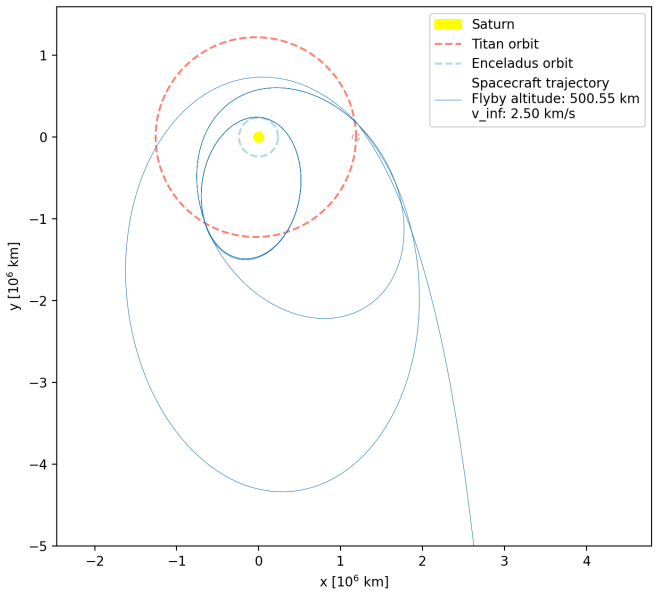 Saturn
Titan orbit
Enceladus orbit
Spacecraft trajectory
Flyby altitude: 500.55 km
v_inf: 2.50 km/s
1
0
−1
−2
−3
−4
−5
y [10⁶ km]
−2 −1 0 1 2 3 4
x [10⁶ km]